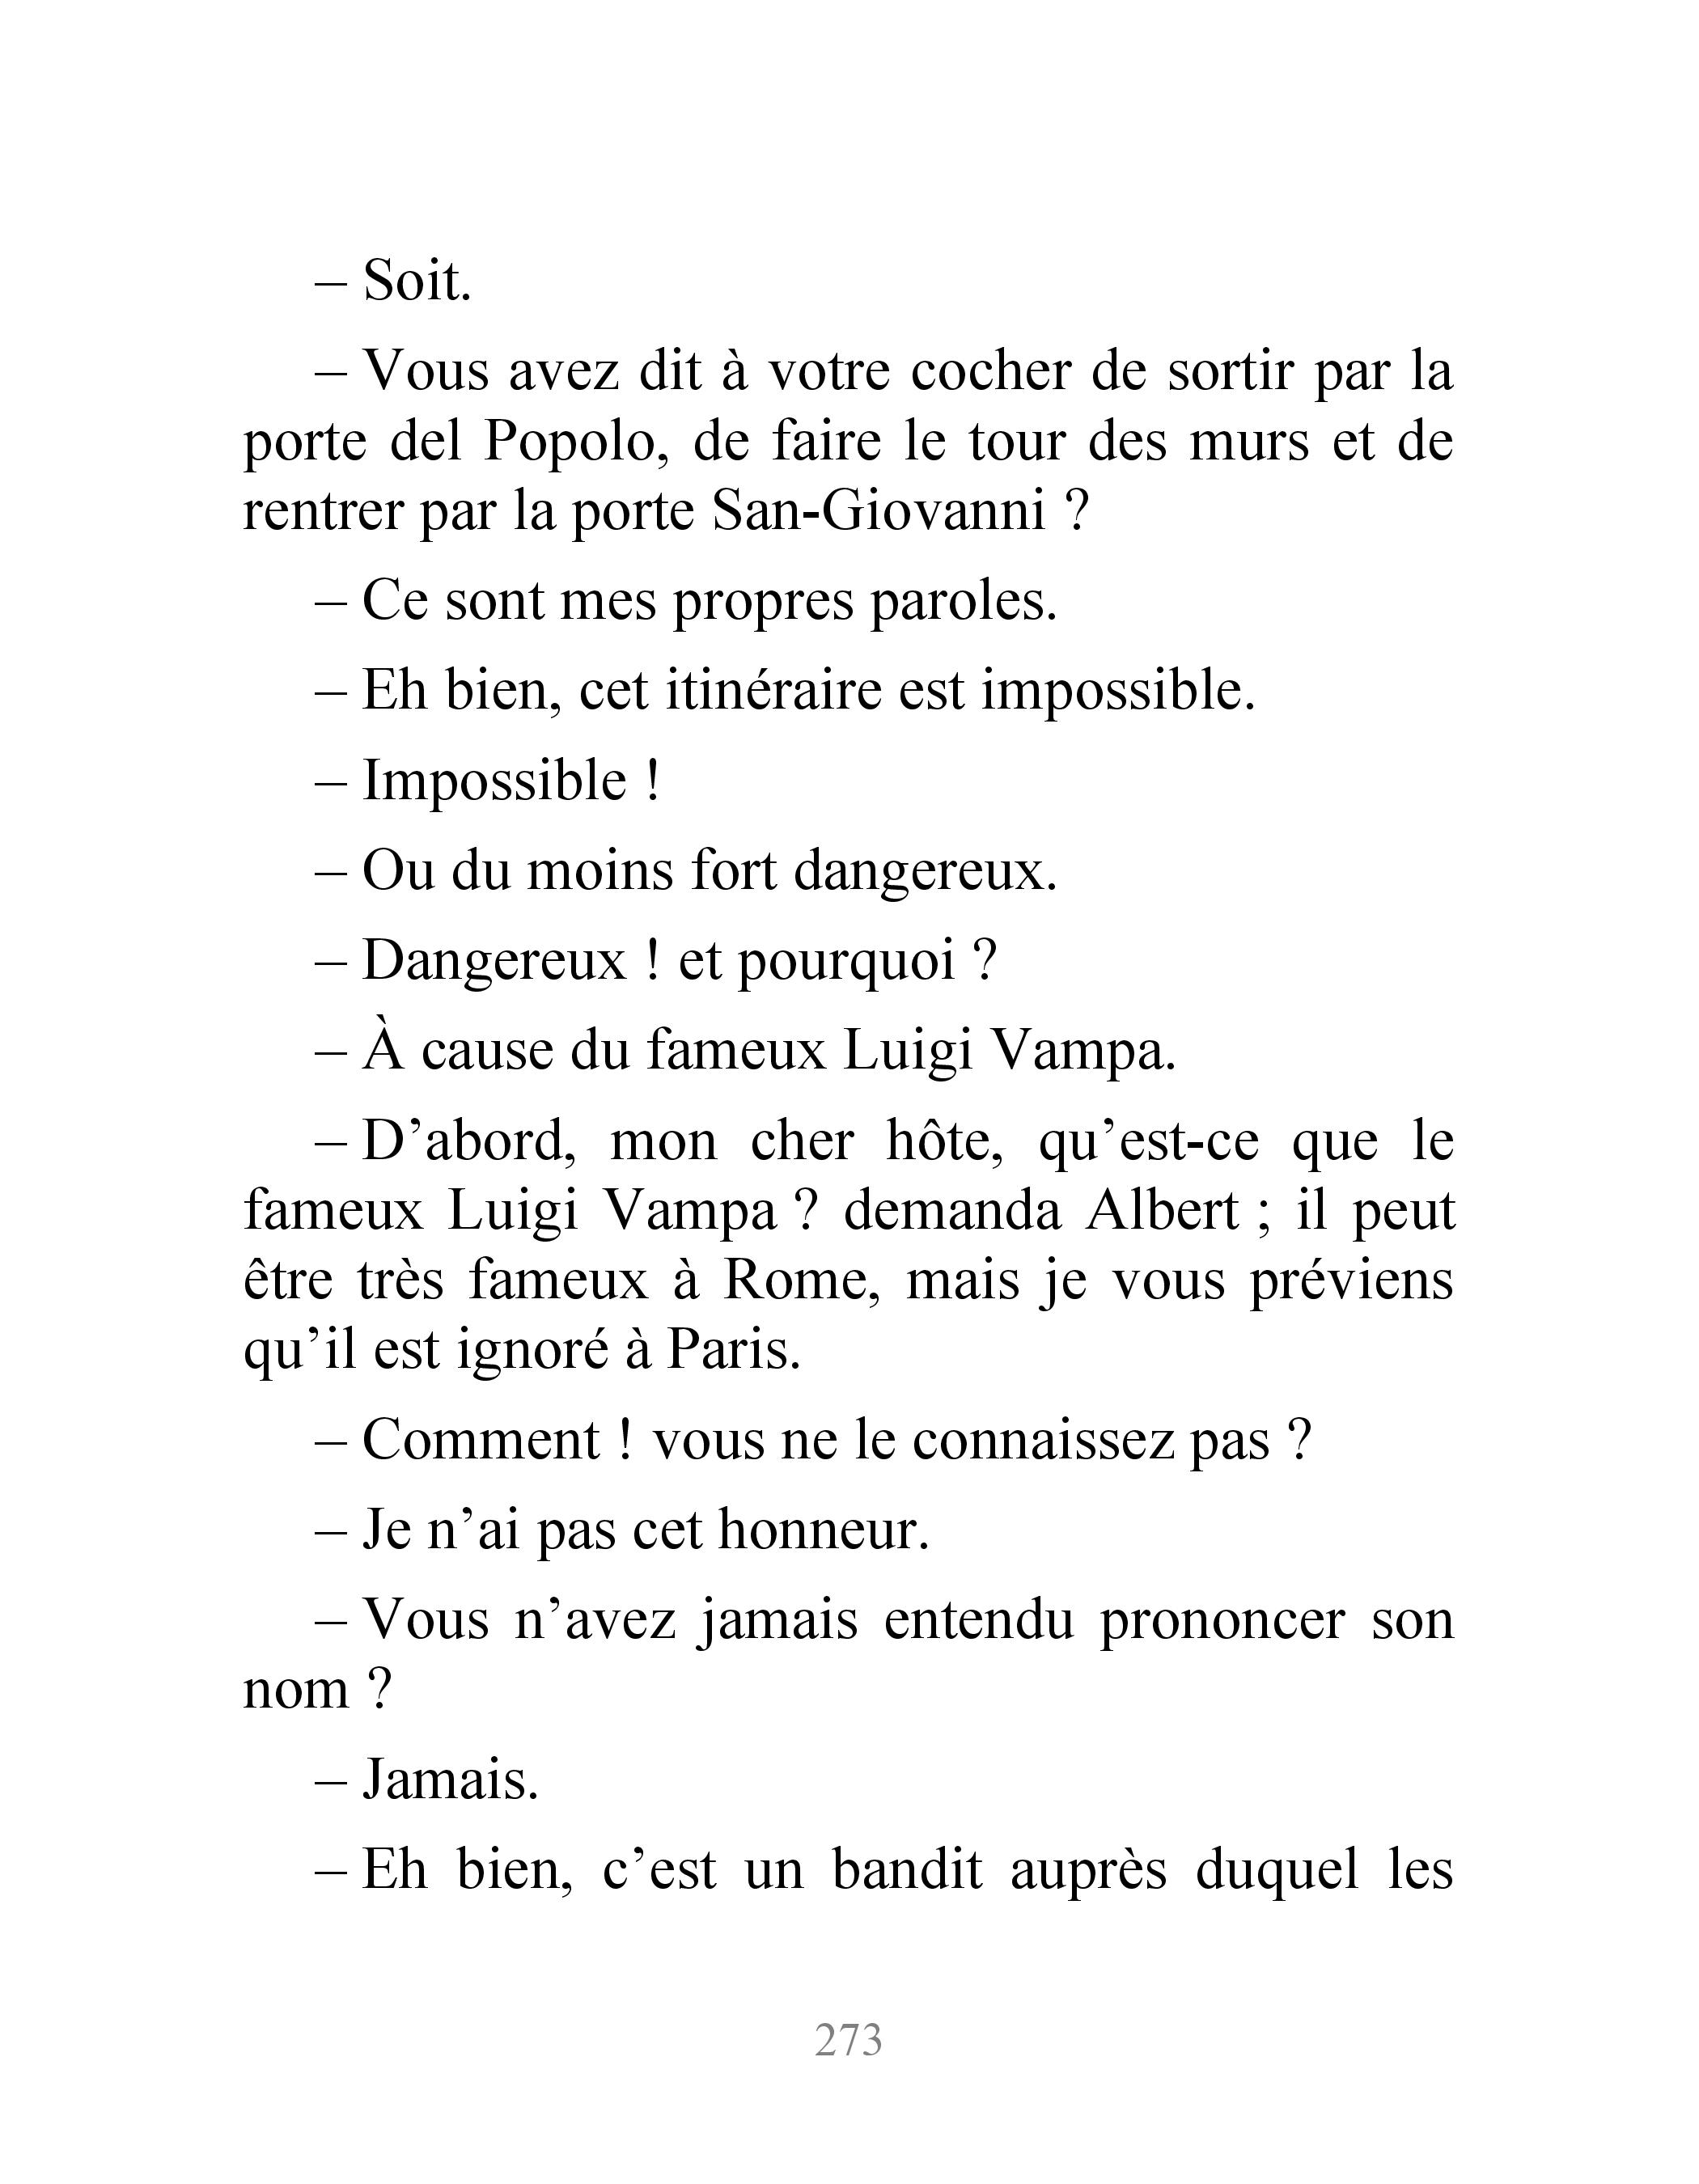 – Soit.
– Vous avez dit à votre cocher de sortir par la
porte del Popolo, de faire le tour des murs et de
rentrer par la porte San-Giovanni ?
– Ce sont mes propres paroles.
– Eh bien, cet itinéraire est impossible.
– Impossible !
– Ou du moins fort dangereux.
– Dangereux ! et pourquoi ?
– À cause du fameux Luigi Vampa.
– D’abord, mon cher hôte, qu’est-ce que le
fameux Luigi Vampa ? demanda Albert ; il peut
être très fameux à Rome, mais je vous préviens
qu’il est ignoré à Paris.
– Comment ! vous ne le connaissez pas ?
– Je n’ai pas cet honneur.
– Vous n’avez jamais entendu prononcer son
nom ?
– Jamais.
– Eh bien, c’est un bandit auprès duquel les
273